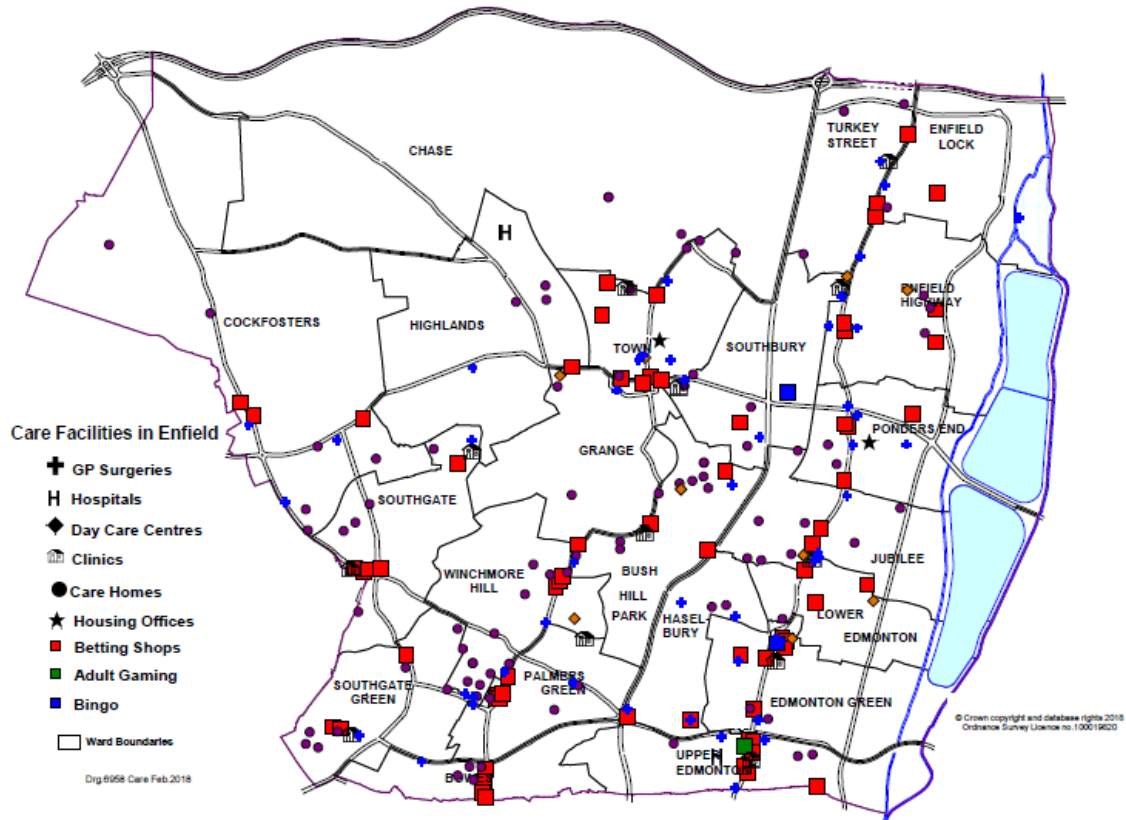 TURKEY
STREET
ENFIELD
LOCK
CHASE
H
ENFIELD
HIGHWAY
COCKFOSTERS
HIGHLANDS
TOWN
SOUTHBURY
Care Facilities in Enfield
GP Surgeries
H Hospitals
Day Care Centres
Clinics
Care Homes
Housing Offices
Betting Shops
Adult Gaming
Bingo
Ward Boundaries
Drg.6958 Care Feb.2018
PONDERS END
GRANGE
SOUTHGATE
JUBILEE
WINCHMORE
HILL
BUSH
HILL
PARK
HASEL-
BURY
LOWER
EDMONTON
PALMERS
GREEN
SOUTHGATE
GREEN
EDMONTON GREEN
UPPER
EDMONTON
H
BOWES
© Crown copyright and database rights 2018
Ordnance Survey Licence no.100019820